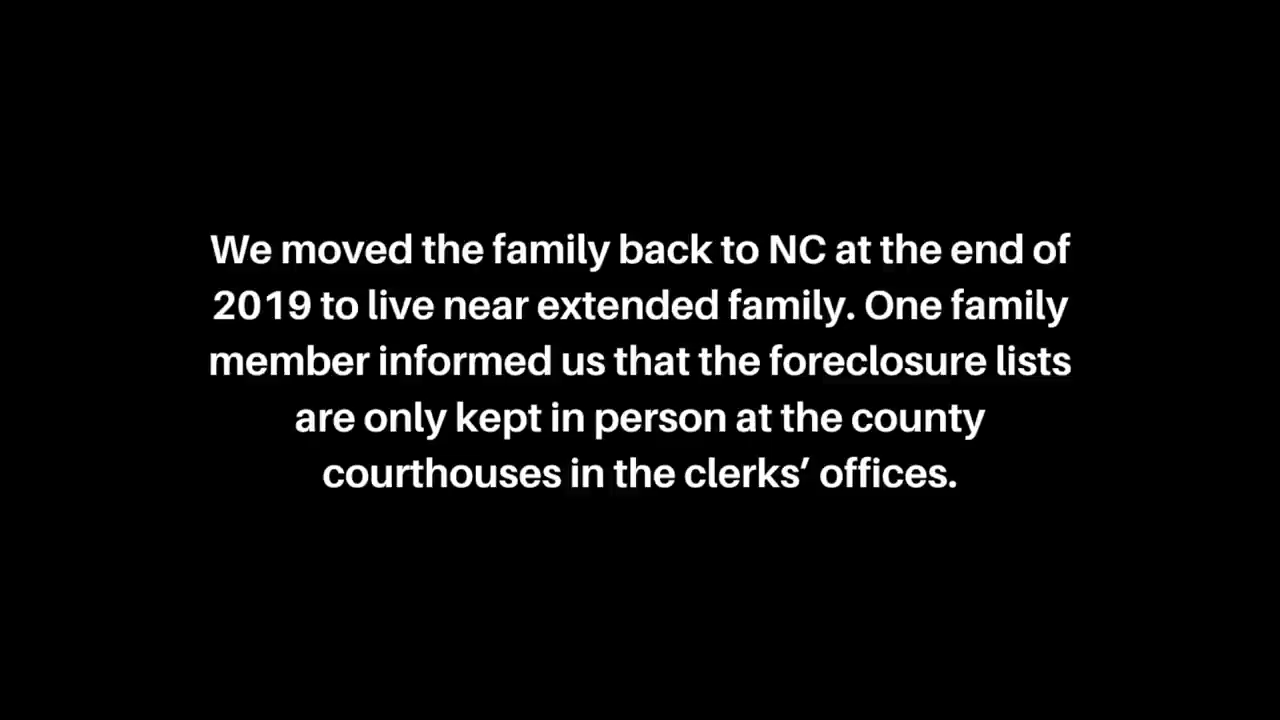 We moved the family back to NC at the end of
2019 to live near extended family. One family
member informed us that the foreclosure lists
are only kept in person at the county
courthouses in the clerks’ offices.